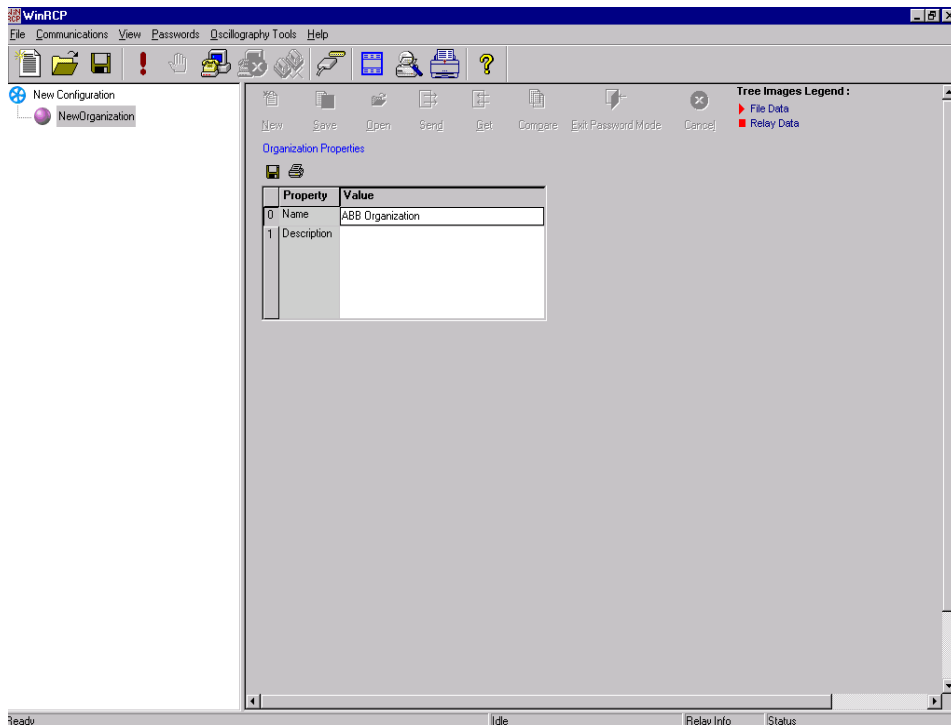 WinRCP
File Communications View Passwords Oscillography Tools Help
New Configuration
NewOrganization
New Save Open Send Get Compare Exit Password Mode Cancel
Tree Images Legend :
File Data
Relay Data
Organization Properties
Property Value
0 Name ABB Organization
1 Description
Ready Idle Relay Info Status